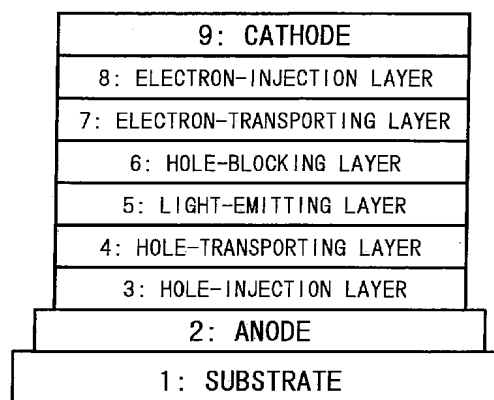 9: CATHODE
8: ELECTRON-INJECTION LAYER
7: ELECTRON-TRANSPORTING LAYER
6: HOLE-BLOCKING LAYER
5: LIGHT-EMITTING LAYER
4: HOLE-TRANSPORTING LAYER
3: HOLE-INJECTION LAYER
2: ANODE
1: SUBSTRATE